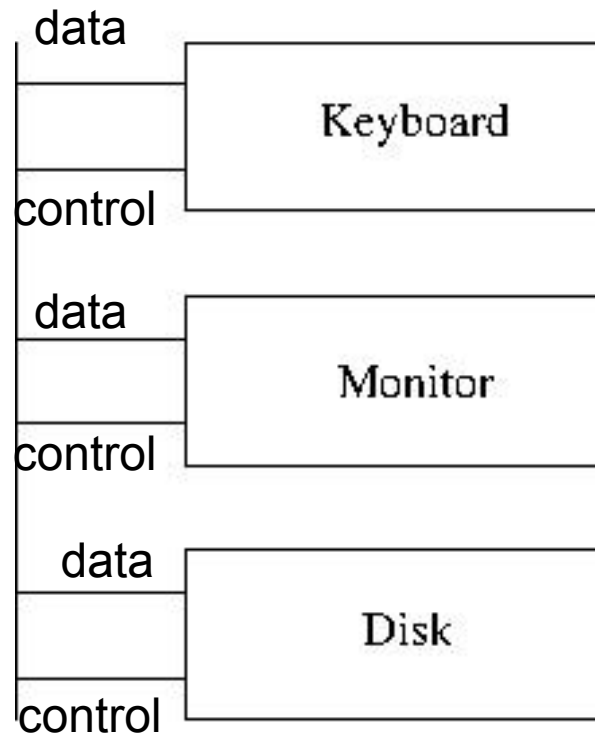 data
Keyboard
control
data
Monitor
control
data
Disk
control